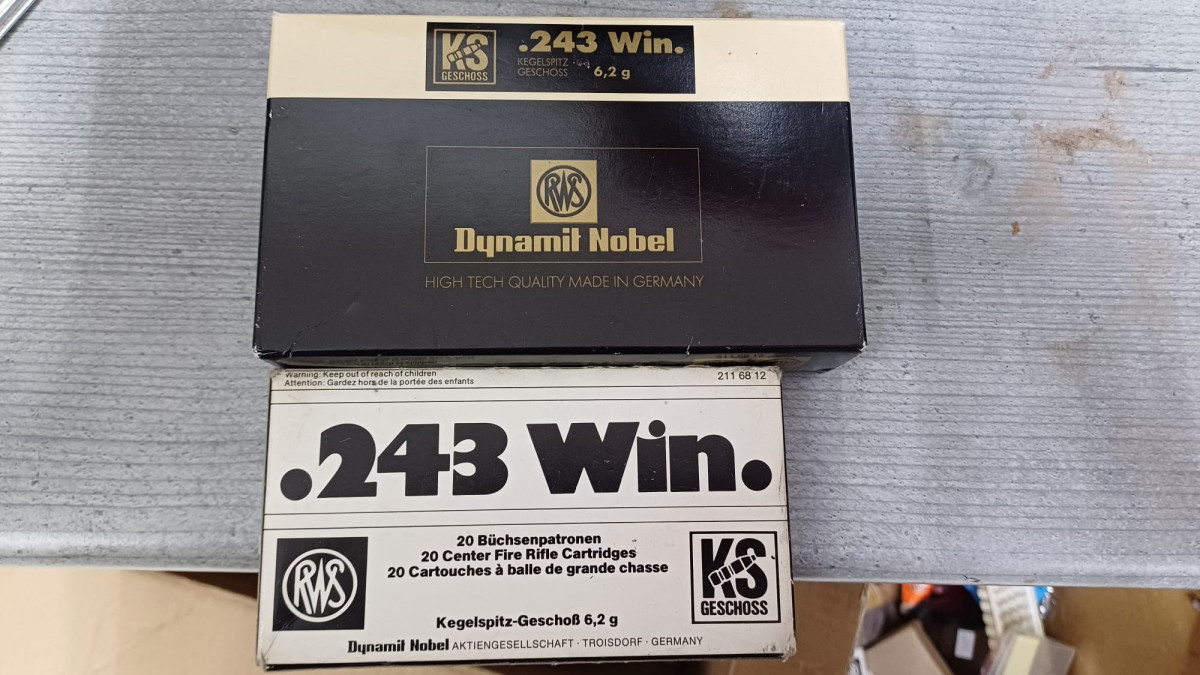 KS
GESCHOSS
.243 Win.
KEGELSPITZ
GESCHOSS
6,2 g
RWS
Dynamit Nobel
HIGH TECH QUALITY MADE IN GERMANY
Warning: Keep out of reach of children
Attention: Gardez hors de la portée des enfants
211 68 12
.243 Win.
20 Büchsenpatronen
20 Center Fire Rifle Cartridges
20 Cartouches à balle de grande chasse
RWS
KS
GESCHOSS
Kegelspitz-Geschoß 6,2 g
Dynamit Nobel AKTIENGESELLSCHAFT · TROISDORF · GERMANY